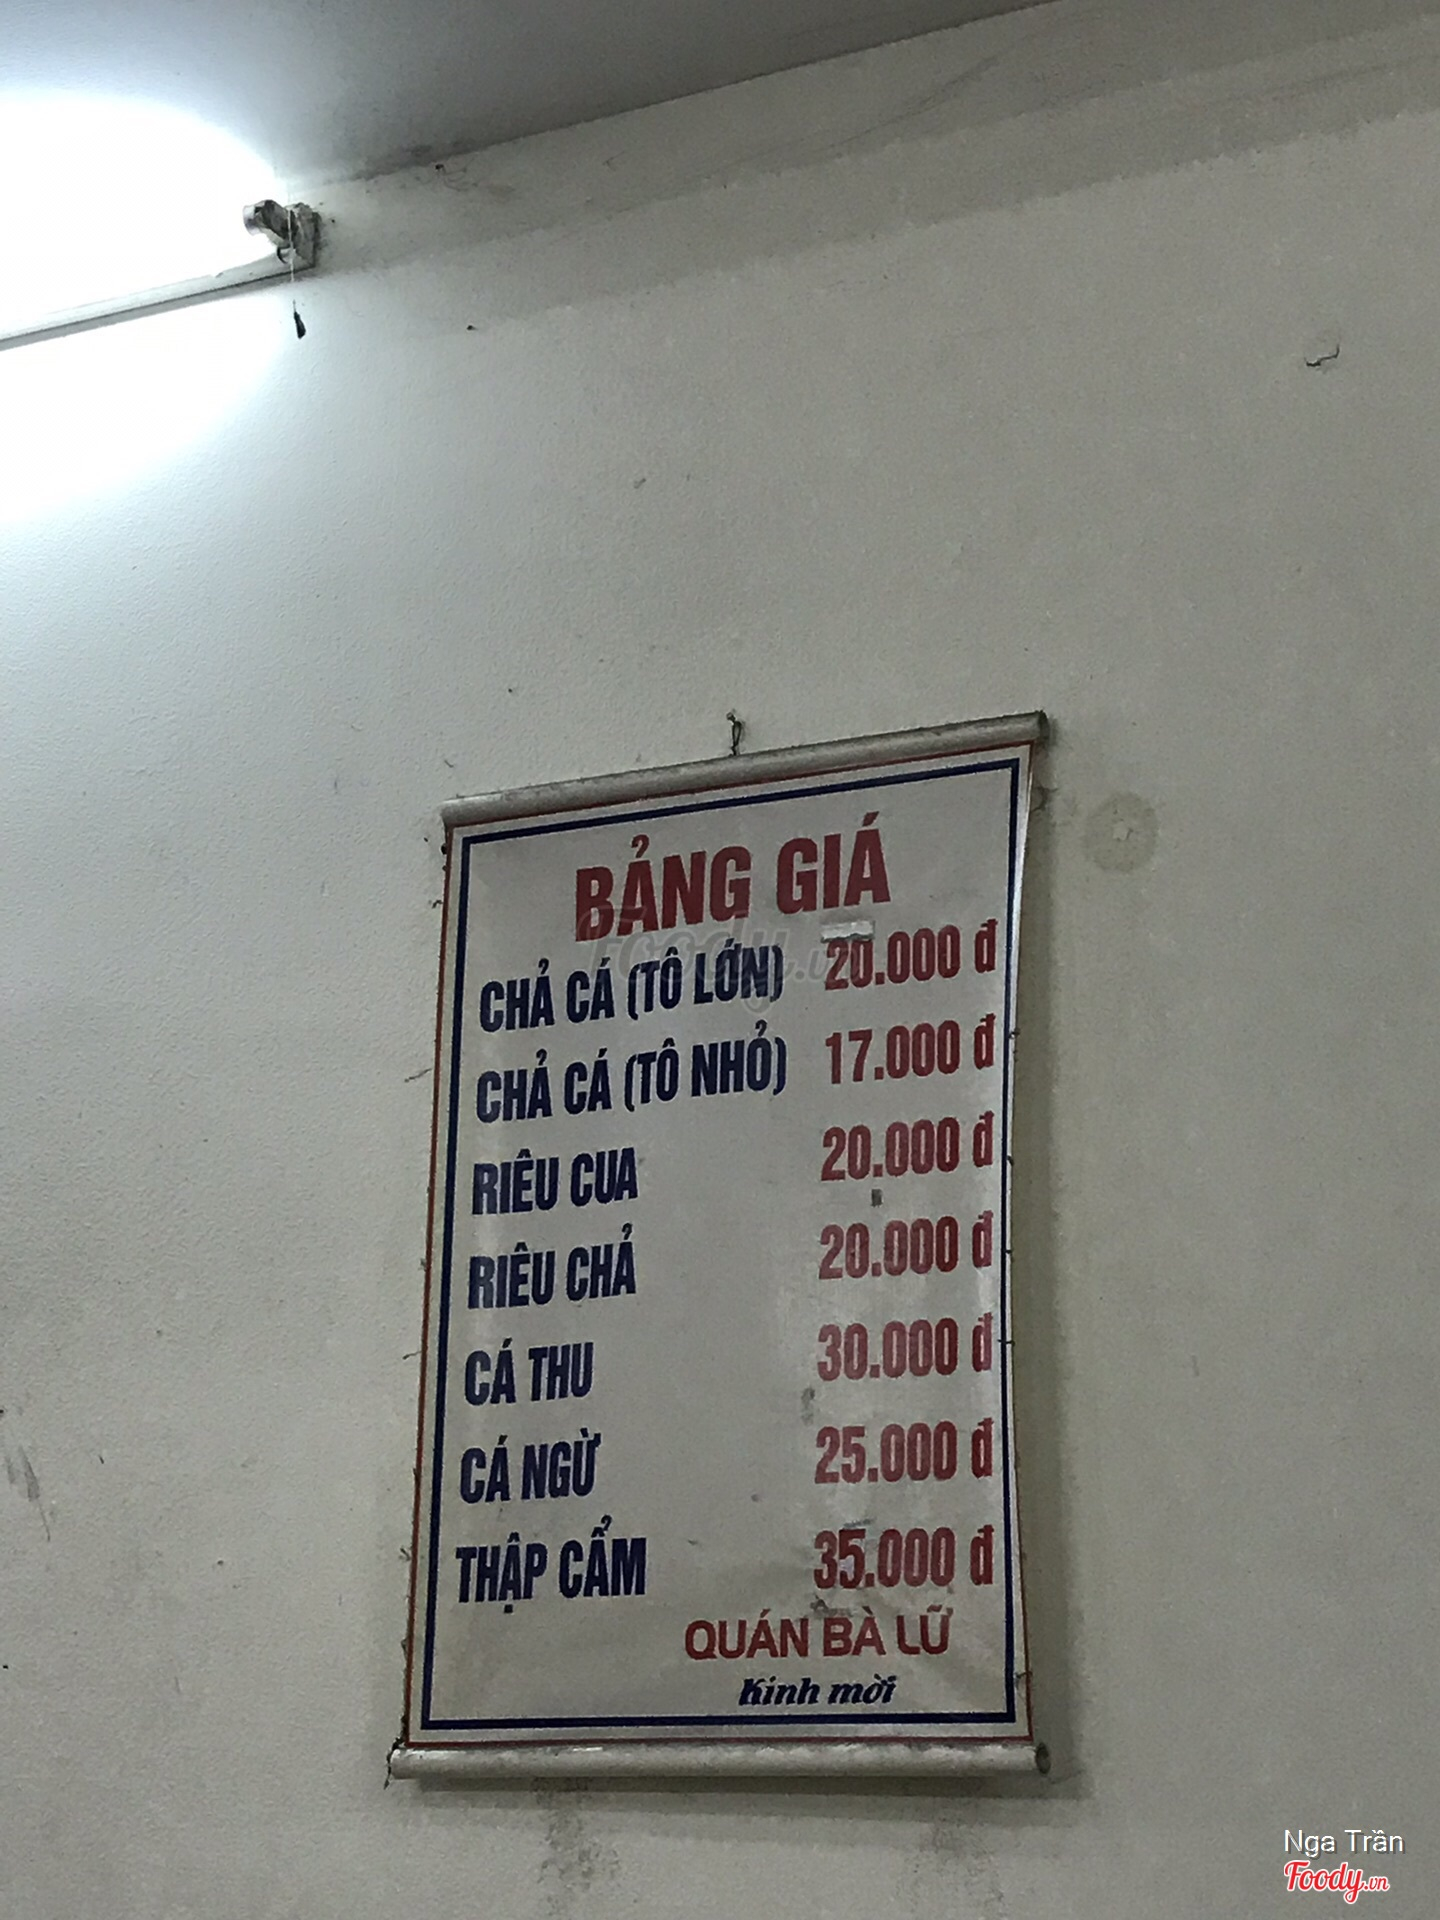 BẢNG GIÁ
CHẢ CÁ (TÔ LỚN) 20.000 đ
CHẢ CÁ (TÔ NHỎ) 17.000 đ
RIÊU CUA 20.000 đ
RIÊU CHẢ 20.000 đ
CÁ THU 30.000 đ
CÁ NGỪ 25.000 đ
THẬP CẨM 35.000 đ
QUÁN BÀ LỮ
Kính mời
Foody.vn
Nga Trần
Foody.vn